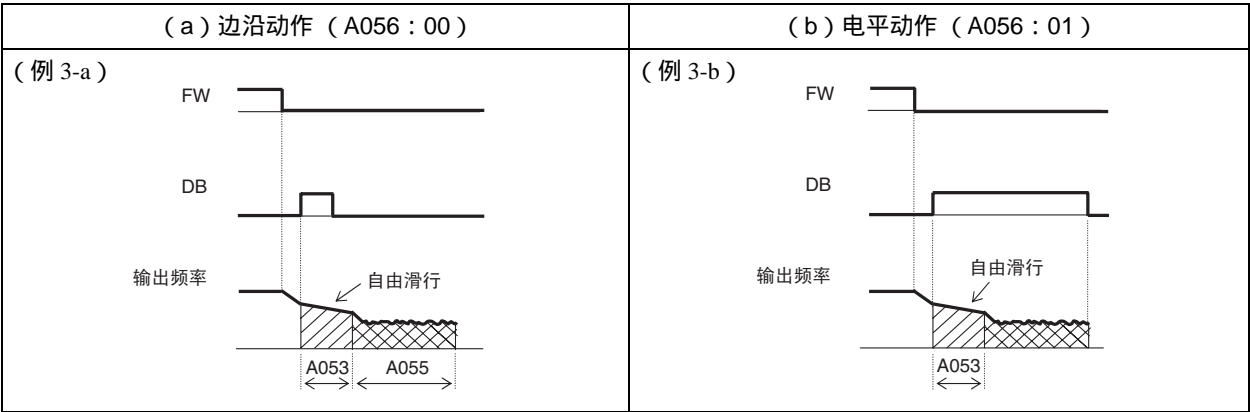 （a）边沿动作 （A056：00）
（b）电平动作 （A056：01）
（例 3-a）
FW
DB
输出频率
自由滑行
A053
A055
（例 3-b）
FW
DB
输出频率
自由滑行
A053